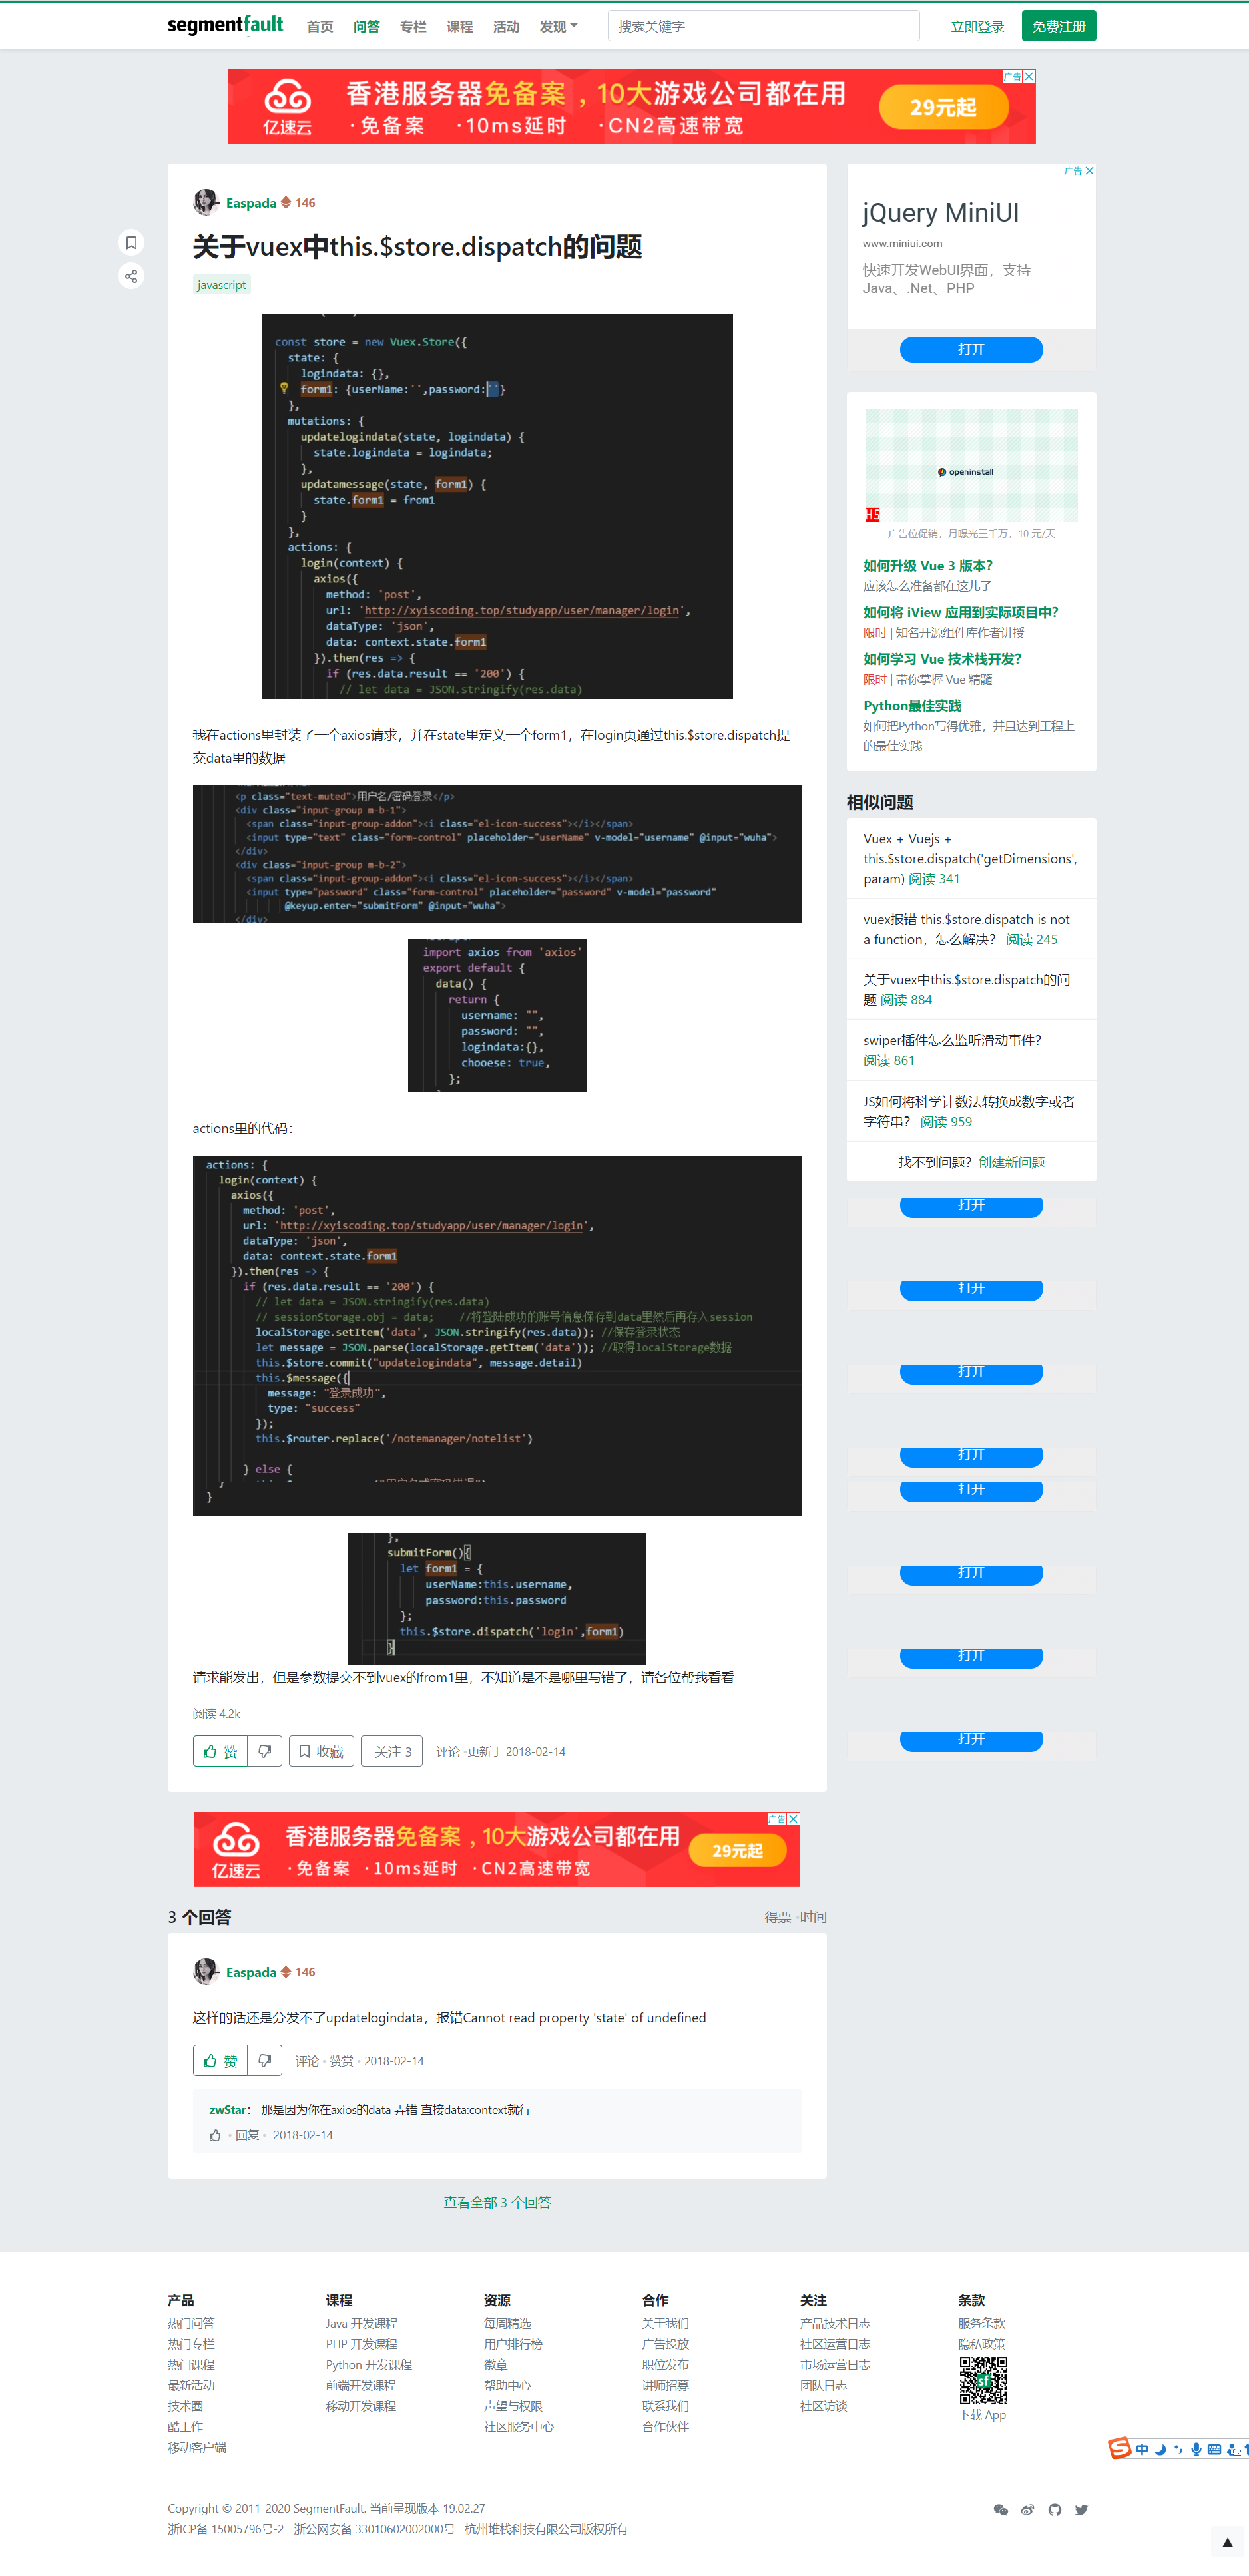 segmentfault 首页 问答 专栏 课程 活动 发现 搜索关键字 立即登录 免费注册
亿速云 香港服务器免备案，10大游戏公司都在用 29元起 广告
·免备案 ·10ms延时 ·CN2高速带宽
Easpada 146
关于vuex中this.$store.dispatch的问题
javascript
const store = new Vuex.Store({
state: {
logindata: {},
form1: {userName:'',password:''}
},
mutations: {
updatelogindata(state, logindata) {
state.logindata = logindata;
},
updatamessage(state, form1) {
state.form1 = from1
}
},
actions: {
login(context) {
axios({
method: 'post',
url: 'http://xyiscoding.top/studyapp/user/manager/login',
dataType: 'json',
data: context.state.form1
}).then(res => {
if (res.data.result == '200') {
// let data = JSON.stringify(res.data)
我在actions里封装了一个axios请求，并在state里定义一个form1，在login页通过this.$store.dispatch提
交data里的数据
<p class="text-muted">用户名/密码登录</p>
<div class="input-group m-b-1">
<span class="input-group-addon"><i class="el-icon-success"></i></span>
<input type="text" class="form-control" placeholder="userName" v-model="username" @input="wuha">
</div>
<div class="input-group m-b-2">
<span class="input-group-addon"><i class="el-icon-success"></i></span>
<input type="password" class="form-control" placeholder="password" v-model="password"
@keyup.enter="submitForm" @input="wuha">
</div>
import axios from 'axios'
export default {
data() {
return {
username: "",
password: "",
logindata:{},
chooese: true,
};
actions里的代码：
actions: {
login(context) {
axios({
method: 'post',
url: 'http://xyiscoding.top/studyapp/user/manager/login',
dataType: 'json',
data: context.state.form1
}).then(res => {
if (res.data.result == '200') {
// let data = JSON.stringify(res.data)
// sessionStorage.obj = data; //将登陆成功的账号信息保存到data里然后再存入session
localStorage.setItem('data', JSON.stringify(res.data)); //保存登录状态
let message = JSON.parse(localStorage.getItem('data')); //取得localStorage数据
this.$store.commit("updatelogindata", message.detail)
this.$message({
message: "登录成功",
type: "success"
});
this.$router.replace('/notemanager/notelist')
} else {
}
},
submitForm(){
let form1 = {
userName:this.username,
password:this.password
};
this.$store.dispatch('login',form1)
}
请求能发出，但是参数提交不到vuex的from1里，不知道是不是哪里写错了，请各位帮我看看
阅读 4.2k
赞 收藏 关注 3 评论 ·更新于 2018-02-14
广告
jQuery MiniUI
www.miniui.com
快速开发WebUI界面，支持
Java、.Net、PHP
打开
openinstall
H5
广告位促销，月曝光三千万，10 元/天
如何升级 Vue 3 版本？
应该怎么准备都在这儿了
如何将 iView 应用到实际项目中？
限时 | 知名开源组件库作者讲授
如何学习 Vue 技术栈开发？
限时 | 带你掌握 Vue 精髓
Python最佳实践
如何把Python写得优雅，并且达到工程上
的最佳实践
相似问题
Vuex + Vuejs +
this.$store.dispatch('getDimensions',
param) 阅读 341
vuex报错 this.$store.dispatch is not
a function，怎么解决？ 阅读 245
关于vuex中this.$store.dispatch的问
题 阅读 884
swiper插件怎么监听滑动事件？
阅读 861
JS如何将科学计数法转换成数字或者
字符串？ 阅读 959
找不到问题？创建新问题
打开
打开
打开
打开
打开
打开
打开
打开
亿速云 香港服务器免备案，10大游戏公司都在用 29元起 广告
·免备案 ·10ms延时 ·CN2高速带宽
3 个回答 得票 ·时间
Easpada 146
这样的话还是分发不了updatelogindata，报错Cannot read property 'state' of undefined
赞 评论 · 赞赏 · 2018-02-14
zwStar： 那是因为你在axios的data 弄错 直接data:context就行
· 回复 · 2018-02-14
查看全部 3 个回答
产品 课程 资源 合作 关注 条款
热门问答 Java 开发课程 每周精选 关于我们 产品技术日志 服务条款
热门专栏 PHP 开发课程 用户排行榜 广告投放 社区运营日志 隐私政策
热门课程 Python 开发课程 徽章 职位发布 市场运营日志
最新活动 前端开发课程 帮助中心 讲师招募 团队日志 sf
技术圈 移动开发课程 声望与权限 联系我们 社区访谈 下载 App
酷工作 社区服务中心 合作伙伴
移动客户端
中
Copyright © 2011-2020 SegmentFault. 当前呈现版本 19.02.27
浙ICP备 15005796号-2 浙公网安备 33010602002000号 杭州堆栈科技有限公司版权所有